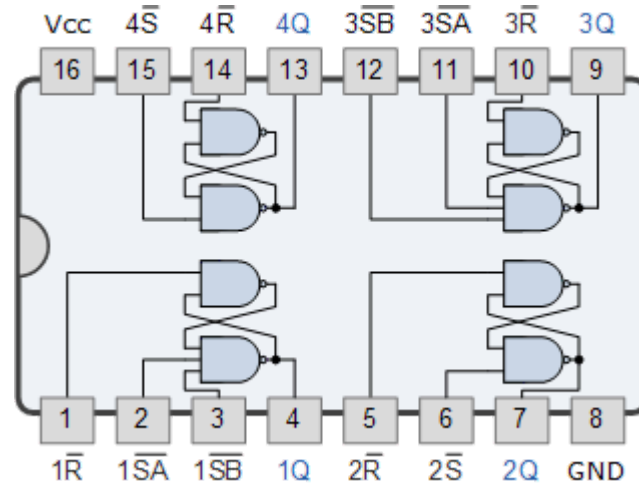 Vcc 4S̅ 4R̅ 4Q 3S̅B̅ 3S̅A̅ 3R̅ 3Q
16 15 14 13 12 11 10 9
1 2 3 4 5 6 7 8
1R̅ 1S̅A̅ 1S̅B̅ 1Q 2R̅ 2S̅ 2Q GND